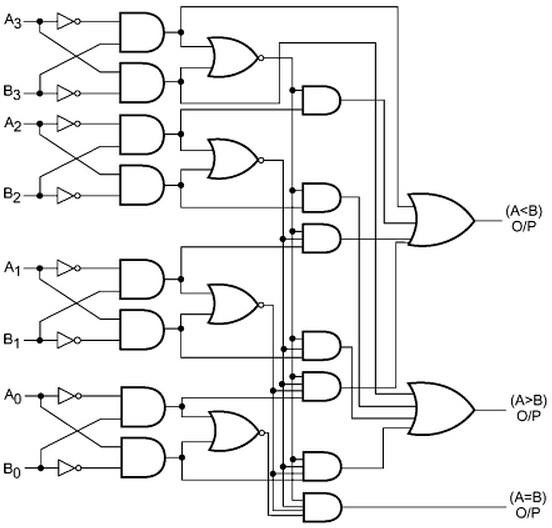 A3
B3
A2
B2
A1
B1
A0
B0
(A<B)
O/P
(A>B)
O/P
(A=B)
O/P